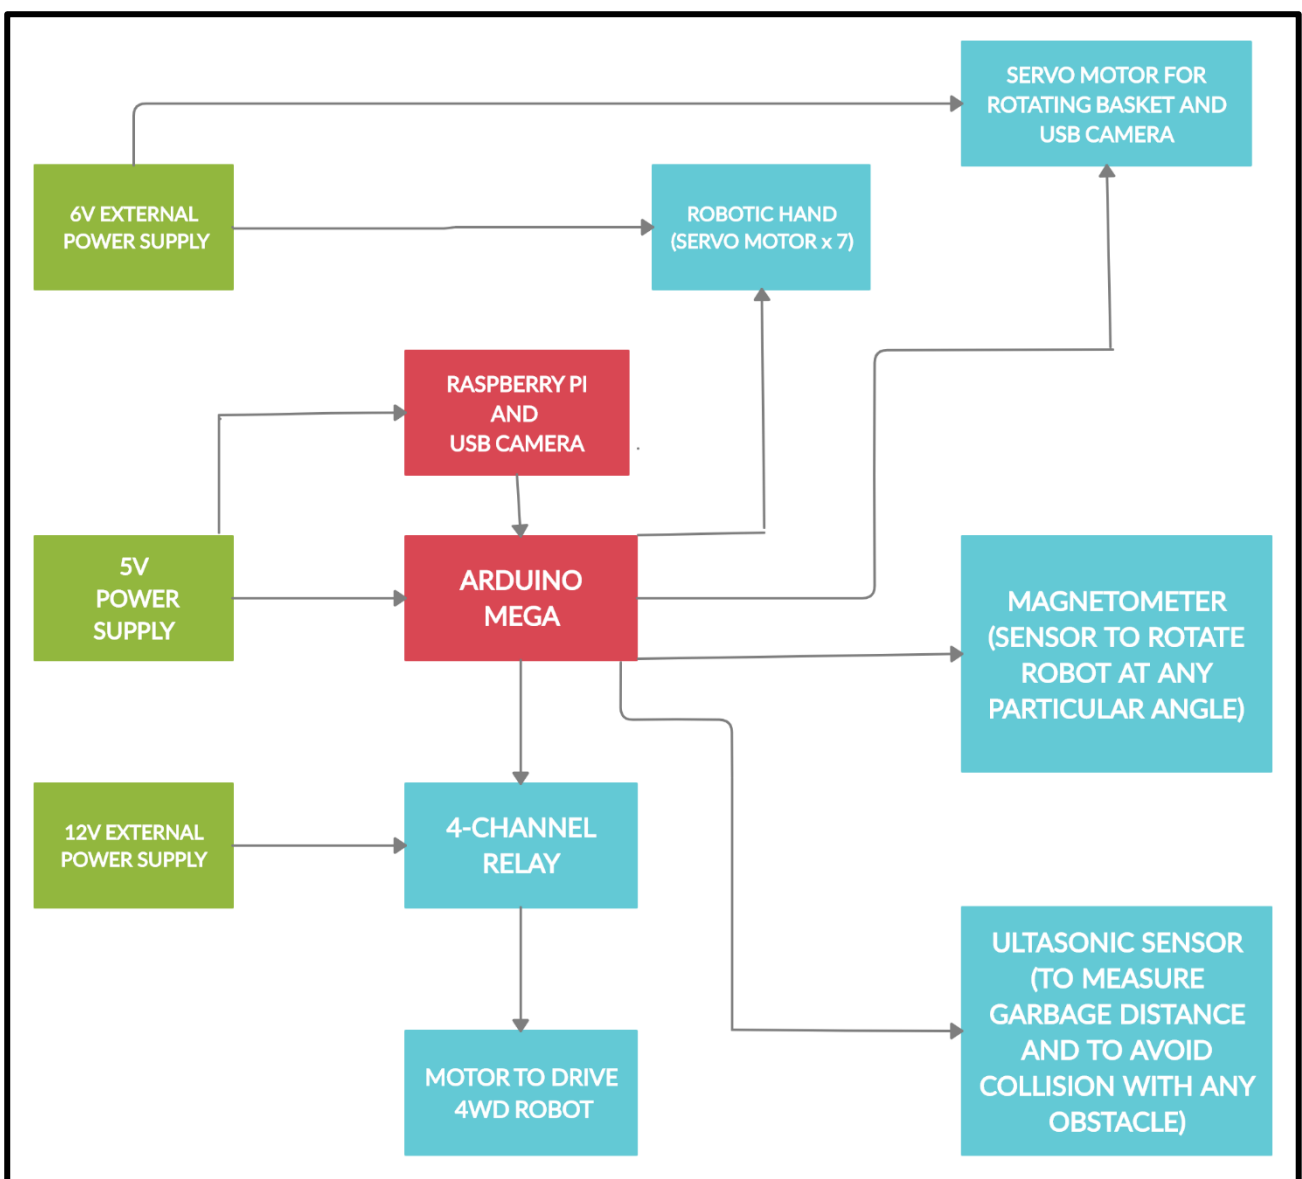 SERVO MOTOR FOR
ROTATING BASKET AND
USB CAMERA
6V EXTERNAL
POWER SUPPLY
ROBOTIC HAND
(SERVO MOTOR x 7)
RASPBERRY PI
AND
USB CAMERA
5V
POWER
SUPPLY
ARDUINO
MEGA
MAGNETOMETER
(SENSOR TO ROTATE
ROBOT AT ANY
PARTICULAR ANGLE)
12V EXTERNAL
POWER SUPPLY
4-CHANNEL
RELAY
ULTASONIC SENSOR
(TO MEASURE
GARBAGE DISTANCE
AND TO AVOID
COLLISION WITH ANY
OBSTACLE)
MOTOR TO DRIVE
4WD ROBOT